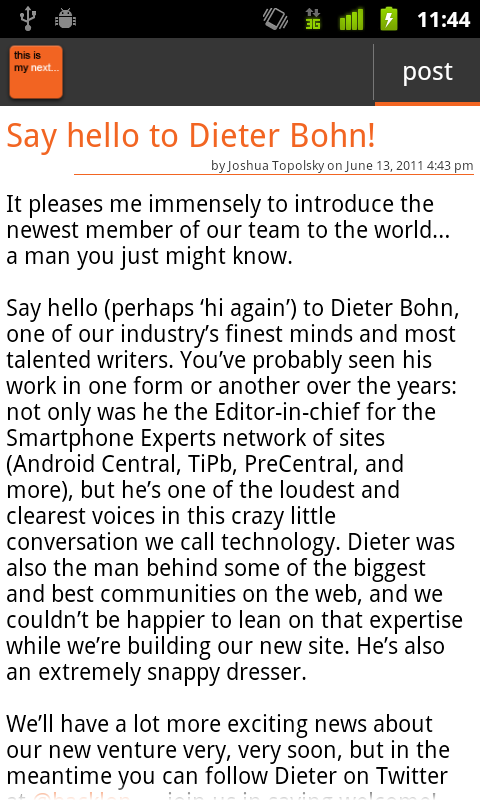 3G
11:44
this is
my next...
post
Say hello to Dieter Bohn!
by Joshua Topolsky on June 13, 2011 4:43 pm
It pleases me immensely to introduce the
newest member of our team to the world...
a man you just might know.
Say hello (perhaps ‘hi again’) to Dieter Bohn,
one of our industry’s finest minds and most
talented writers. You’ve probably seen his
work in one form or another over the years:
not only was he the Editor-in-chief for the
Smartphone Experts network of sites
(Android Central, TiPb, PreCentral, and
more), but he’s one of the loudest and
clearest voices in this crazy little
conversation we call technology. Dieter was
also the man behind some of the biggest
and best communities on the web, and we
couldn’t be happier to lean on that expertise
while we’re building our new site. He’s also
an extremely snappy dresser.
We’ll have a lot more exciting news about
our new venture very, very soon, but in the
meantime you can follow Dieter on Twitter
at @backlon join us in saying welcome!